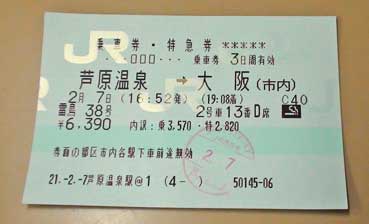 乗車券・特急券 *****
・・○○○・・ 乗車券 3日間有効
芦原温泉 → 大阪(市内)
2月 7日 (16:52発) (19:08着) C40
雷鳥 38号 2号車13番D席
¥6,390 内訳:乗3,570・特2,820
券面の都区市内各駅下車前途無効
2.-7
21.-2.-7芦原温泉駅@1 (4- ) 50145-06